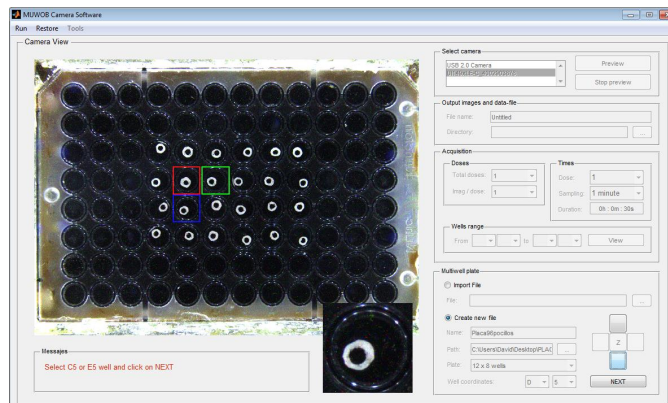 MUWOB Camera Software
Run Restore Tools
Camera View
Select camera
USB 2.0 Camera
Preview
Stop preview
Output images and data-file
File name: Untitled
Directory: ...
Acquisition
Doses
Total doses: 1
Imag / dose: 1
Times
Dose: 1
Sampling: 1 minute
Duration: 0h : 0m : 30s
Wells range
From to View
Multiwell plate
Import File
File: ...
Create new file
Name: Placa96pocillos
Path: C:\Users\David\Desktop\PLAC ...
Plate: 12 x 8 wells
Well coordinates: D 5
Z
NEXT
Messajes
Select C5 or E5 well and click on NEXT